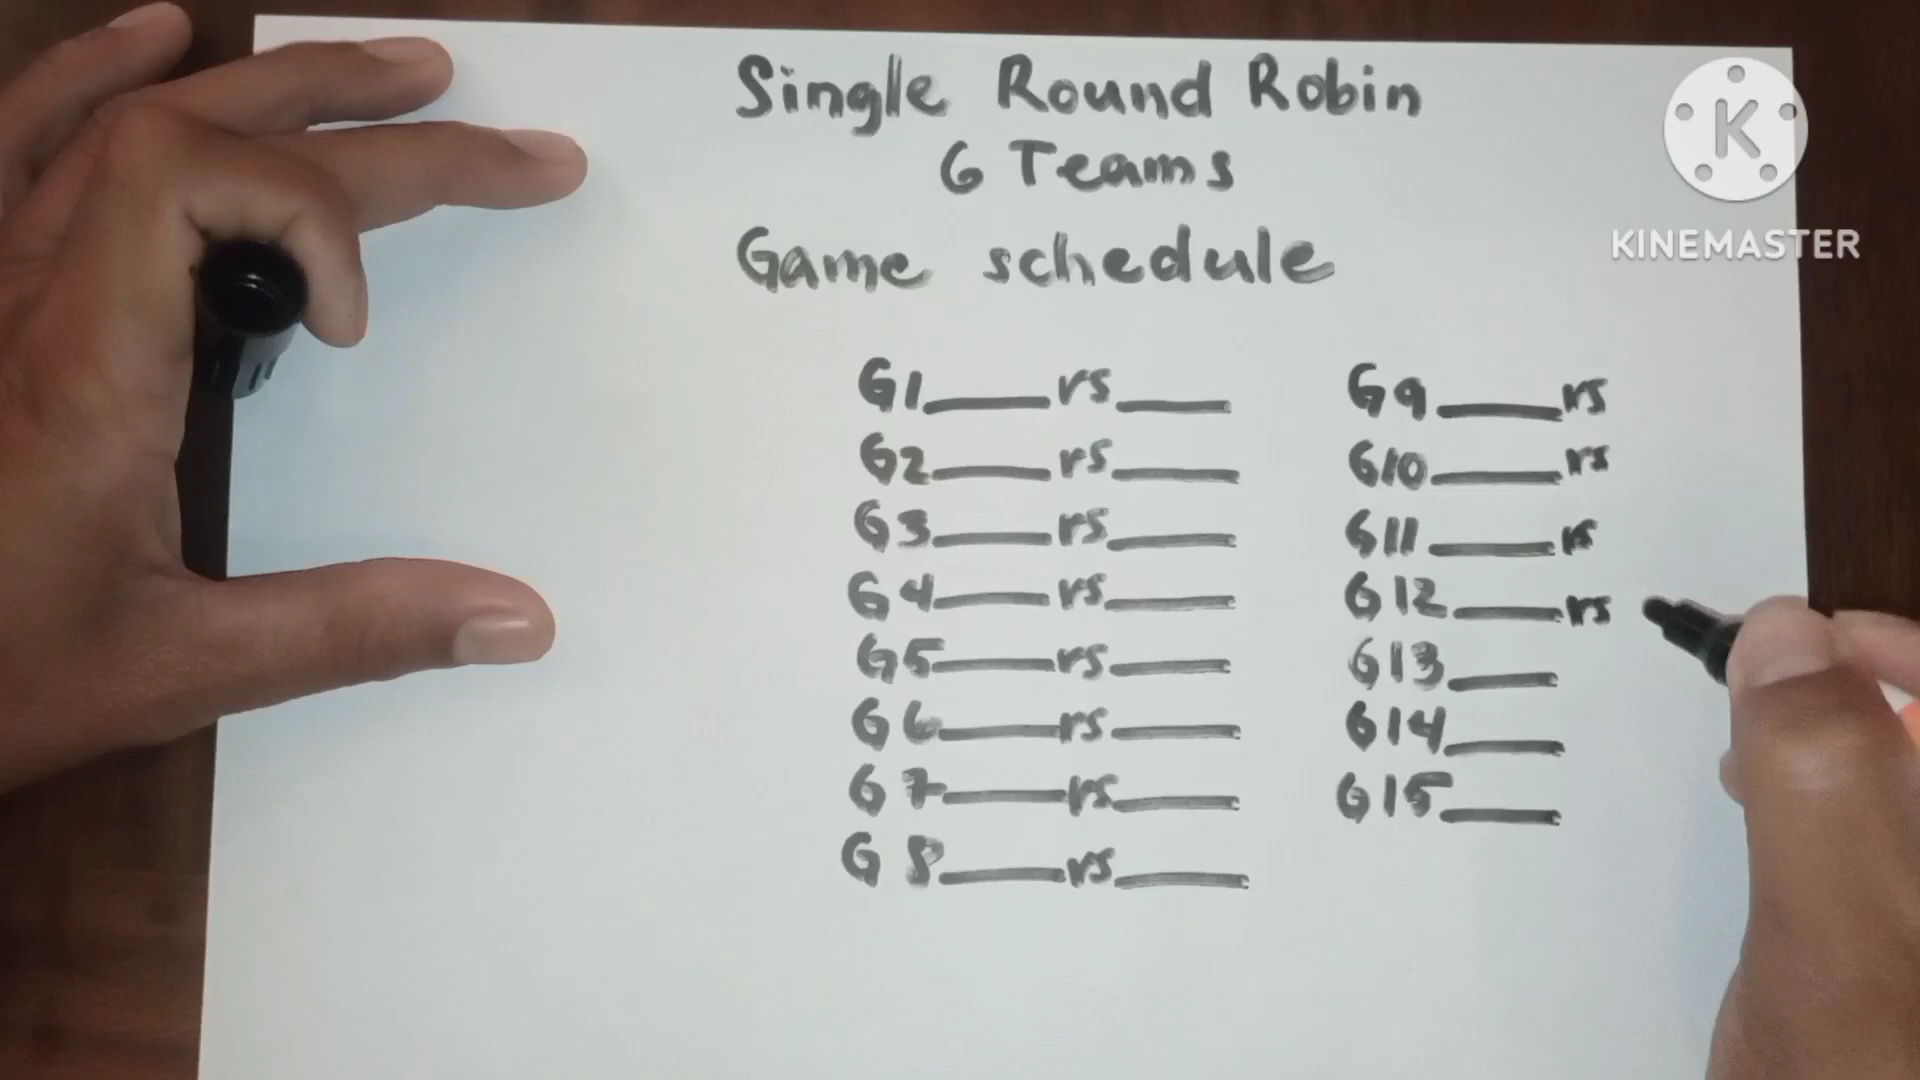 Single Round Robin
6 Teams
Game schedule
G1____vs____
G2____vs____
G3____vs____
G4____vs____
G5____vs____
G6____vs____
G7____vs____
G8____vs____
G9____vs
G10____vs
G11____vs
G12____vs
G13____
G14____
G15____
K
KINEMASTER